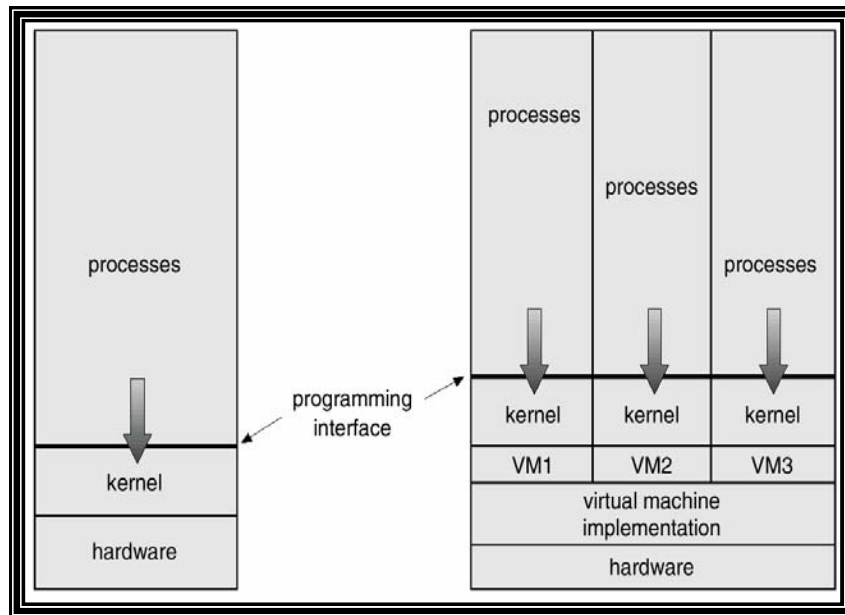 processes
kernel
hardware
programming
interface
processes
processes
processes
kernel
kernel
kernel
VM1
VM2
VM3
virtual machine
implementation
hardware